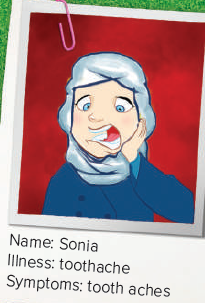 Name: Sonia
Illness: toothache
Symptoms: tooth aches